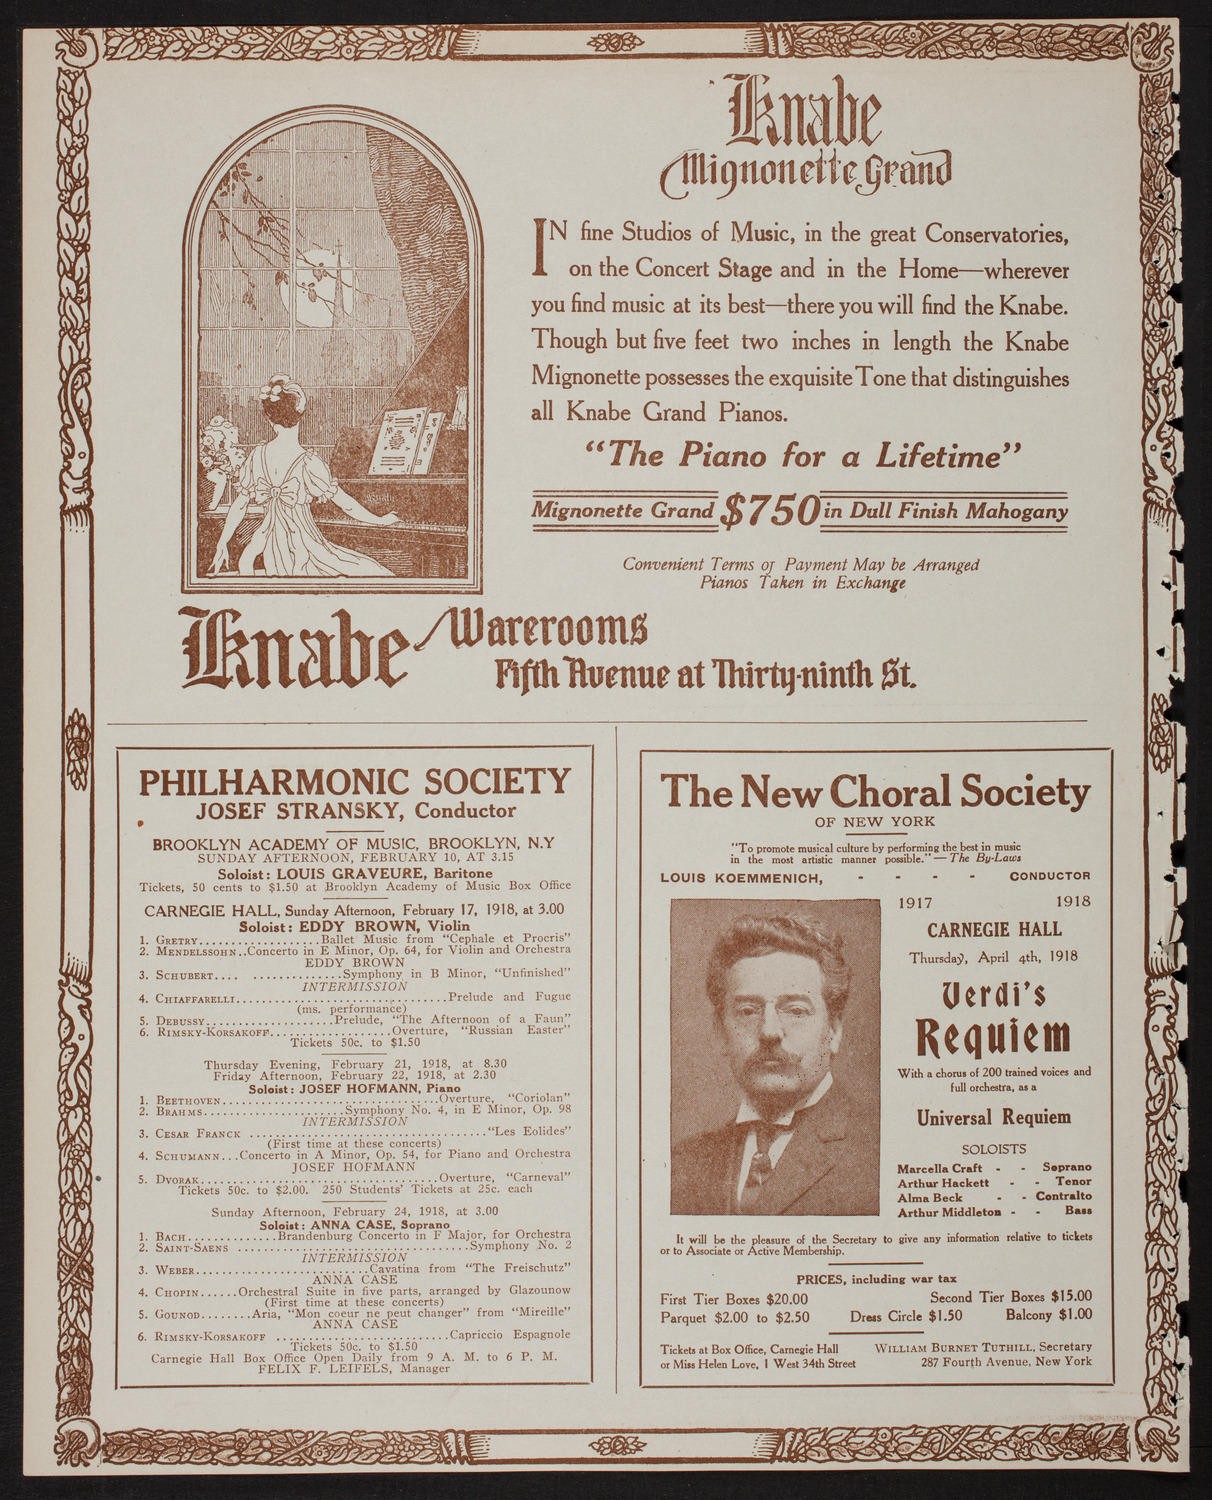 Knabe
Mignonette Grand
IN fine Studios of Music, in the great Conservatories,
on the Concert Stage and in the Home—wherever
you find music at its best—there you will find the Knabe.
Though but five feet two inches in length the Knabe
Mignonette possesses the exquisite Tone that distinguishes
all Knabe Grand Pianos.
"The Piano for a Lifetime"
Mignonette Grand $750 in Dull Finish Mahogany
Convenient Terms of Payment May be Arranged
Pianos Taken in Exchange
Knabe Warerooms
Fifth Avenue at Thirty-ninth St.
PHILHARMONIC SOCIETY
JOSEF STRANSKY, Conductor
BROOKLYN ACADEMY OF MUSIC, BROOKLYN, N.Y
SUNDAY AFTERNOON, FEBRUARY 10, AT 3.15
Soloist: LOUIS GRAVEURE, Baritone
Tickets, 50 cents to $1.50 at Brooklyn Academy of Music Box Office
CARNEGIE HALL, Sunday Afternoon, February 17, 1918, at 3.00
Soloist: EDDY BROWN, Violin
1. GRETRY..................Ballet Music from "Cephale et Procris"
2. MENDELSSOHN..Concerto in E Minor, Op. 64, for Violin and Orchestra
EDDY BROWN
3. SCHUBERT.... .............Symphony in B Minor, "Unfinished"
INTERMISSION
4. CHIAFFARELLI................................Prelude and Fugue
(ms. performance)
5. DEBUSSY...................Prelude, "The Afternoon of a Faun"
6. RIMSKY-KORSAKOFF..................Overture, "Russian Easter"
Tickets 50c. to $1.50
Thursday Evening, February 21, 1918, at 8.30
Friday Afternoon, February 22, 1918, at 2.30
Soloist: JOSEF HOFMANN, Piano
1. BEETHOVEN.................................Overture, "Coriolan"
2. BRAHMS.....................Symphony No. 4, in E Minor, Op. 98
INTERMISSION
3. CESAR FRANCK ...................................."Les Eolides"
(First time at these concerts)
4. SCHUMANN...Concerto in A Minor, Op. 54, for Piano and Orchestra
JOSEF HOFMANN
5. DVORAK....................................Overture, "Carneval"
Tickets 50c. to $2.00. 250 Students' Tickets at 25c. each
Sunday Afternoon, February 24, 1918, at 3.00
Soloist: ANNA CASE, Soprano
1. BACH..............Brandenburg Concerto in F Major, for Orchestra
2. SAINT-SAENS ...................................Symphony No. 2
INTERMISSION
3. WEBER..........................Cavatina from "The Freischutz"
ANNA CASE
4. CHOPIN......Orchestral Suite in five parts, arranged by Glazounow
(First time at these concerts)
5. GOUNOD........Aria, "Mon coeur ne peut changer" from "Mireille"
ANNA CASE
6. RIMSKY-KORSAKOFF ..........................Capriccio Espagnole
Tickets 50c. to $1.50
Carnegie Hall Box Office Open Daily from 9 A. M. to 6 P. M.
FELIX F. LEIFELS, Manager
The New Choral Society
OF NEW YORK
"To promote musical culture by performing the best in music
in the most artistic manner possible."—The By-Laws
LOUIS KOEMMENICH, - - - - CONDUCTOR
1917 1918
CARNEGIE HALL
Thursday, April 4th, 1918
Verdi's
Requiem
With a chorus of 200 trained voices and
full orchestra, as a
Universal Requiem
SOLOISTS
Marcella Craft - - Soprano
Arthur Hackett - - Tenor
Alma Beck - - Contralto
Arthur Middleton - - Bass
It will be the pleasure of the Secretary to give any information relative to tickets
or to Associate or Active Membership.
PRICES, including war tax
First Tier Boxes $20.00 Second Tier Boxes $15.00
Parquet $2.00 to $2.50 Dress Circle $1.50 Balcony $1.00
Tickets at Box Office, Carnegie Hall
or Miss Helen Love, 1 West 34th Street
WILLIAM BURNET TUTHILL, Secretary
287 Fourth Avenue, New York